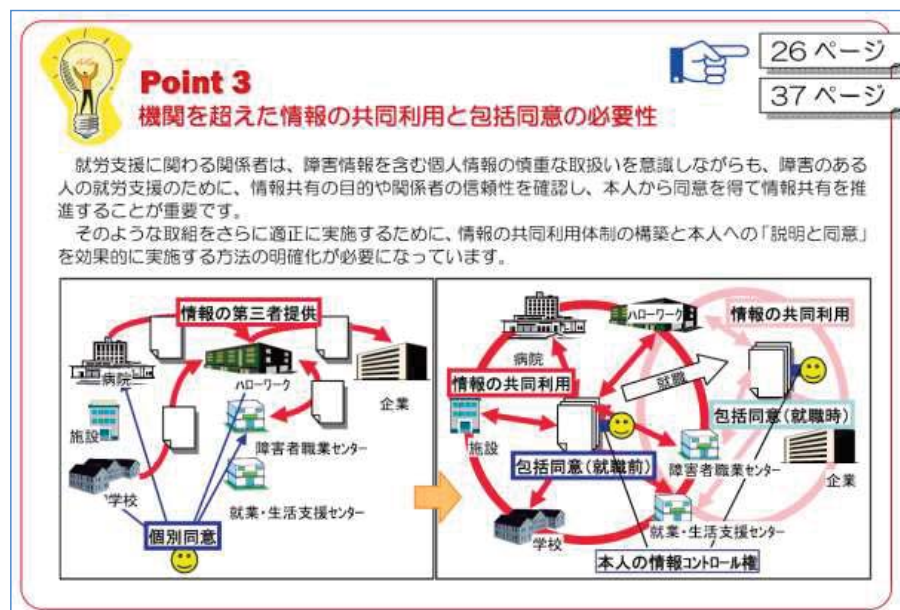 Point 3
機関を超えた情報の共同利用と包括同意の必要性
26 ページ
37 ページ
就労支援に関わる関係者は、障害情報を含む個人情報の慎重な取扱いを意識しながらも、障害のある
人の就労支援のために、情報共有の目的や関係者の信頼性を確認し、本人から同意を得て情報共有を推
進することが重要です。
そのような取組をさらに適正に実施するために、情報の共同利用体制の構築と本人への「説明と同意」
を効果的に実施する方法の明確化が必要になっています。
情報の第三者提供
病院
ハローワーク
企業
施設
障害者職業センター
学校
就業・生活支援センター
個別同意
ハローワーク
情報の共同利用
病院
就職
情報の共同利用
包括同意(就職時)
施設
包括同意(就職前)
障害者職業センター
企業
学校
就業・生活支援センター
本人の情報コントロール権